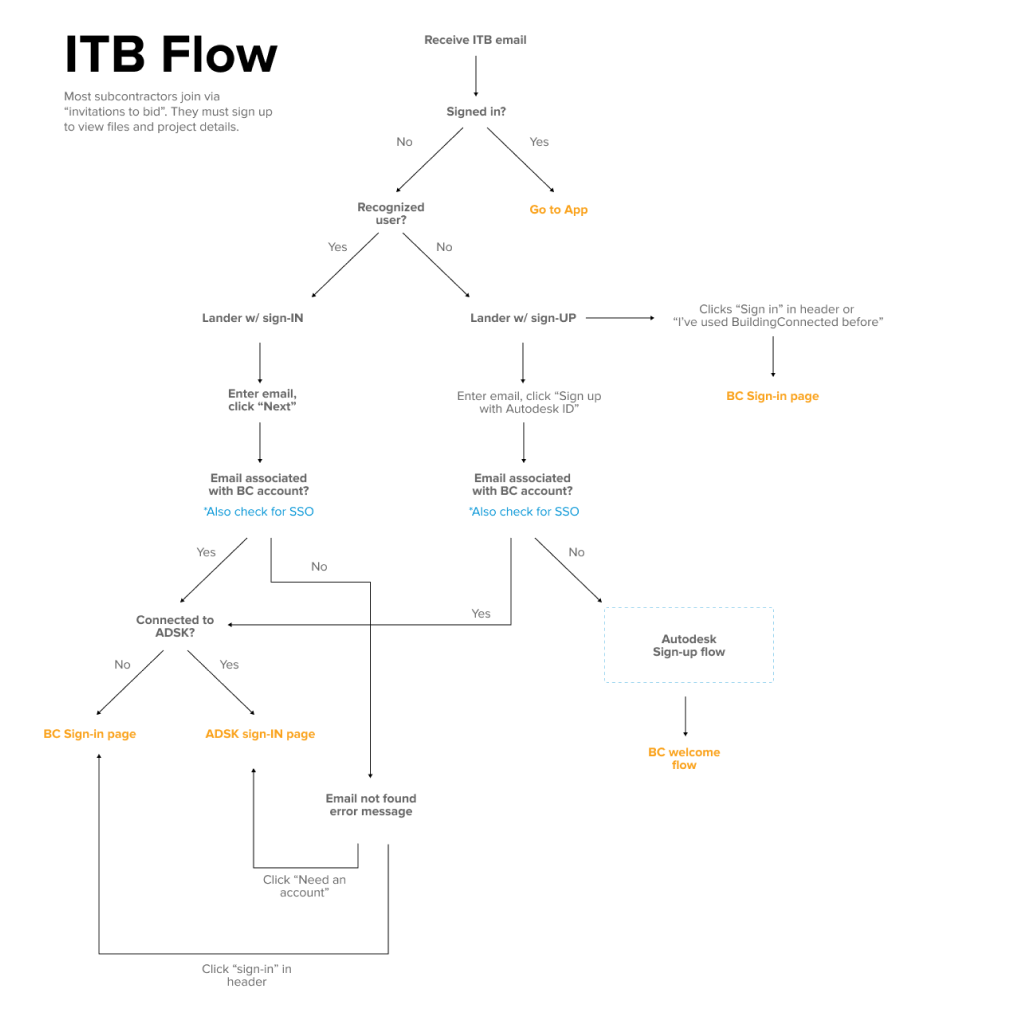 ITB Flow
Most subcontractors join via
“invitations to bid”. They must sign up
to view files and project details.
Receive ITB email
Signed in?
No
Yes
Recognized
user?
Go to App
Yes
No
Lander w/ sign-IN
Lander w/ sign-UP
Clicks “Sign in” in header or
“I’ve used BuildingConnected before”
Enter email,
click “Next”
Enter email, click “Sign up
with Autodesk ID”
BC Sign-in page
Email associated
with BC account?
*Also check for SSO
Email associated
with BC account?
*Also check for SSO
Yes
No
No
Yes
Connected to
ADSK?
Autodesk
Sign-up flow
No
Yes
BC Sign-in page
ADSK sign-IN page
BC welcome
flow
Email not found
error message
Click “Need an
account”
Click “sign-in” in
header